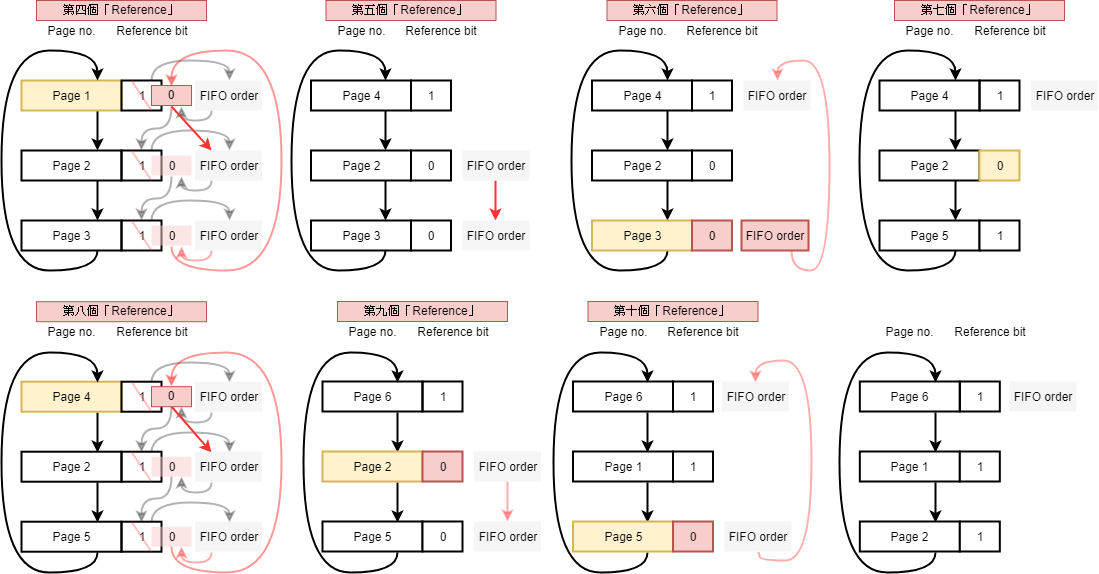 第四個「Reference」
Page no. Reference bit
Page 1 1 0 FIFO order
Page 2 1 0 FIFO order
Page 3 1 0 FIFO order
第五個「Reference」
Page no. Reference bit
Page 4 1
Page 2 0 FIFO order
Page 3 0 FIFO order
第六個「Reference」
Page no. Reference bit
Page 4 1 FIFO order
Page 2 0
Page 3 0 FIFO order
第七個「Reference」
Page no. Reference bit
Page 4 1 FIFO order
Page 2 0
Page 5 1
第八個「Reference」
Page no. Reference bit
Page 4 1 0 FIFO order
Page 2 1 0 FIFO order
Page 5 1 0 FIFO order
第九個「Reference」
Page no. Reference bit
Page 6 1
Page 2 0 FIFO order
Page 5 0 FIFO order
第十個「Reference」
Page no. Reference bit
Page 6 1 FIFO order
Page 1 1
Page 5 0 FIFO order
Page no. Reference bit
Page 6 1 FIFO order
Page 1 1
Page 2 1